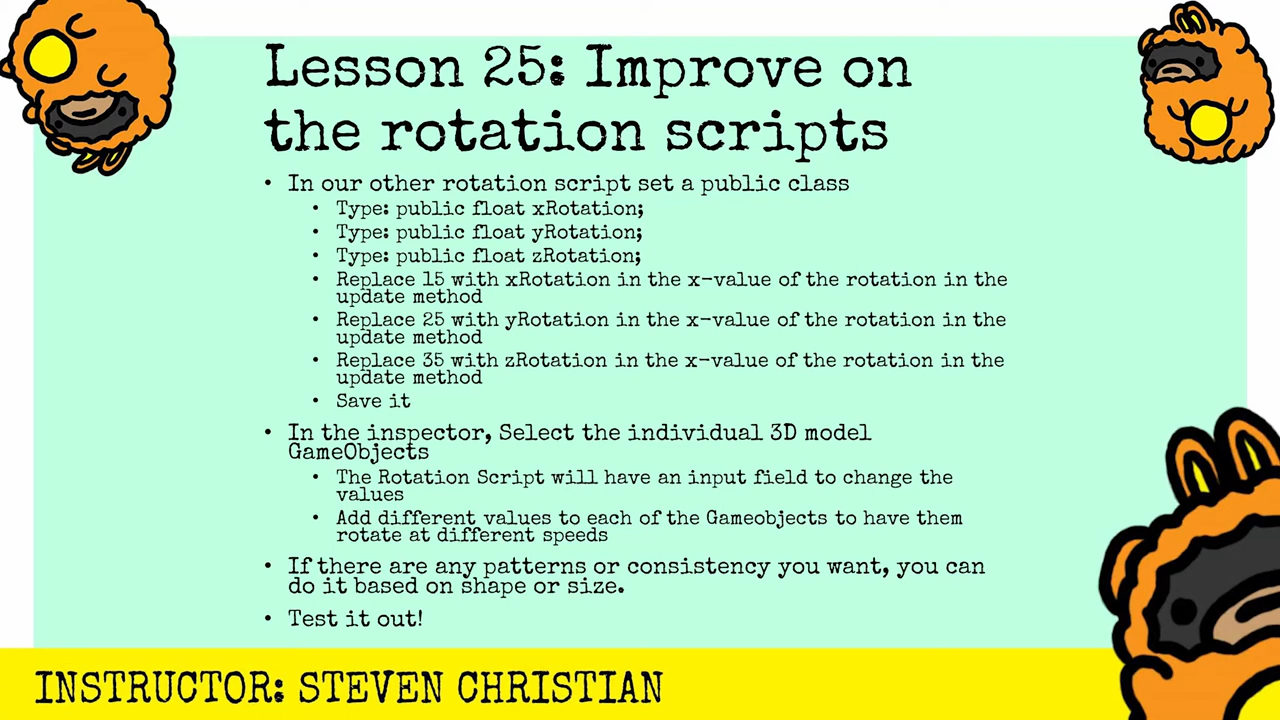 Lesson 25: Improve on
the rotation scripts
• In our other rotation script set a public class
• Type: public float xRotation;
• Type: public float yRotation;
• Type: public float zRotation;
• Replace 15 with xRotation in the x-value of the rotation in the
update method
• Replace 25 with yRotation in the x-value of the rotation in the
update method
• Replace 35 with zRotation in the x-value of the rotation in the
update method
• Save it
• In the inspector, Select the individual 3D model
GameObjects
• The Rotation Script will have an input field to change the
values
• Add different values to each of the Gameobjects to have them
rotate at different speeds
• If there are any patterns or consistency you want, you can
do it based on shape or size.
• Test it out!
INSTRUCTOR: STEVEN CHRISTIAN